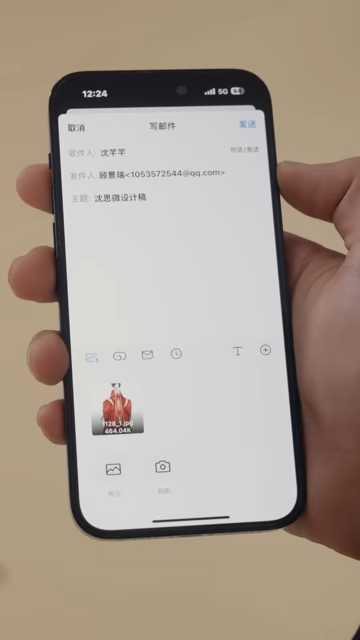 12:24
5G 64
取消
写邮件
发送
收件人: 沈芊芊
抄送/密送
发件人: 顾景瑞<1053572544@qq.com>
主题: 沈思微设计稿
T
1128_1.jpg
464.04K
照片
相机